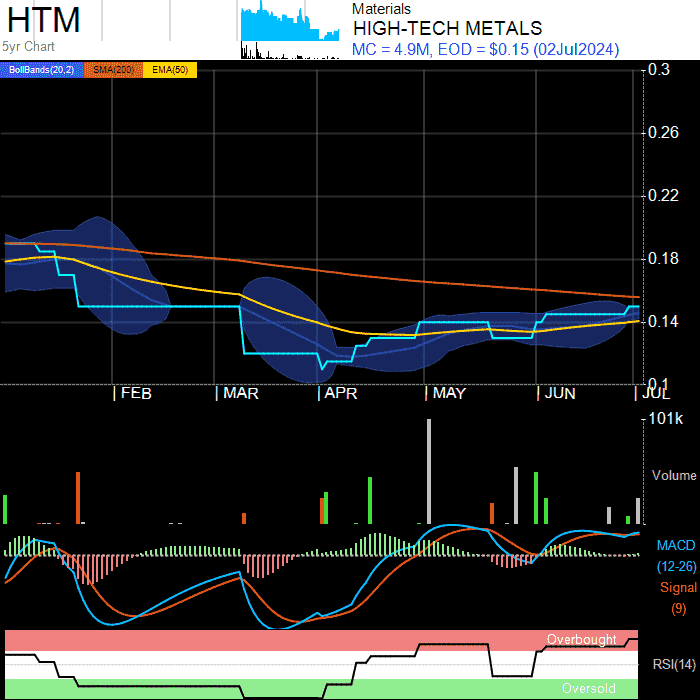 HTM
5yr Chart
Materials
HIGH-TECH METALS
MC = 4.9M, EOD = $0.15 (02Jul2024)
BollBands(20,2) SMA(200) EMA(50)
0.3
0.26
0.22
0.18
0.14
0.1
FEB MAR APR MAY JUN JUL
101k
Volume
MACD
(12-26)
Signal
(9)
Overbought
RSI(14)
Oversold